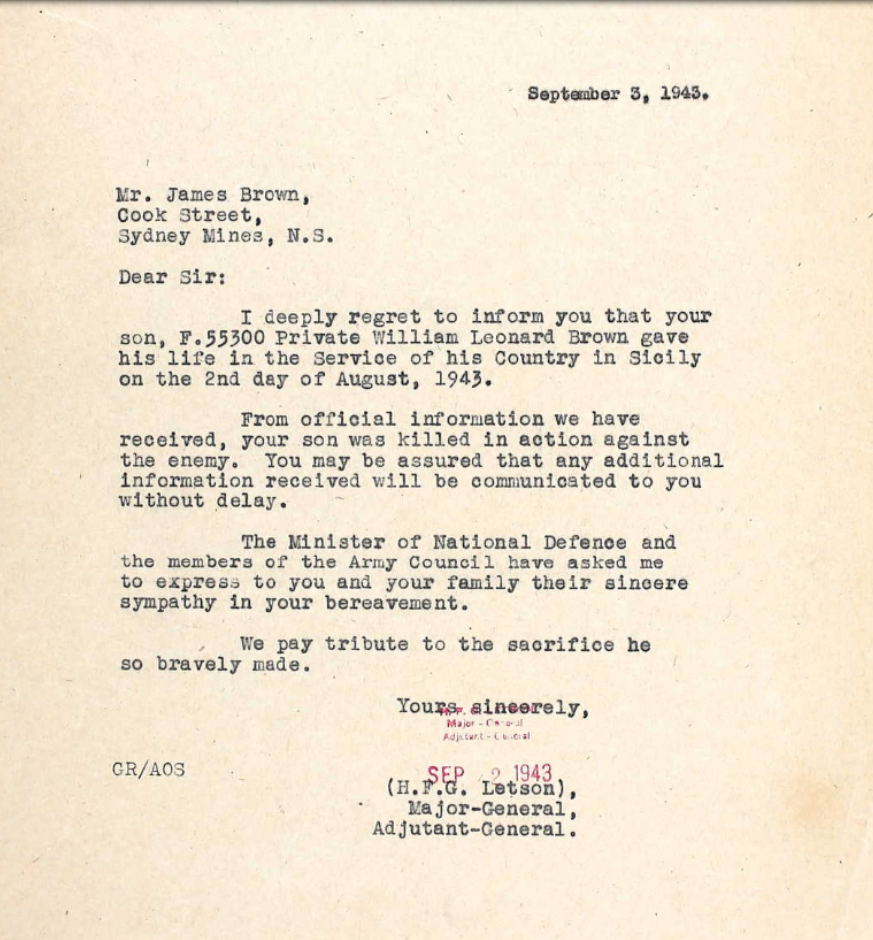 September 3, 1943.
Mr. James Brown,
Cook Street,
Sydney Mines, N.S.
Dear Sir:
I deeply regret to inform you that your
son, F.55300 Private William Leonard Brown gave
his life in the Service of his Country in Sicily
on the 2nd day of August, 1943.
From official information we have
received, your son was killed in action against
the enemy. You may be assured that any additional
information received will be communicated to you
without delay.
The Minister of National Defence and
the members of the Army Council have asked me
to express to you and your family their sincere
sympathy in your bereavement.
We pay tribute to the sacrifice he
so bravely made.
Yours sincerely,
Major - General
Adjutant - General
GR/AOS
SEP 2 1943
(H.F.G. Letson),
Major-General,
Adjutant-General.